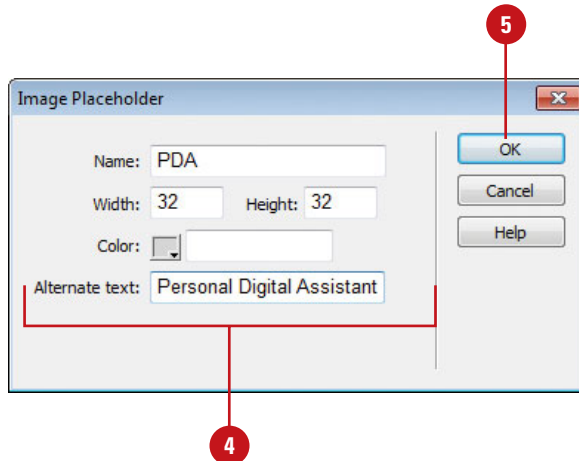 5
Image Placeholder
Name: PDA
OK
Width: 32 Height: 32
Cancel
Color:
Help
Alternate text: Personal Digital Assistant
4